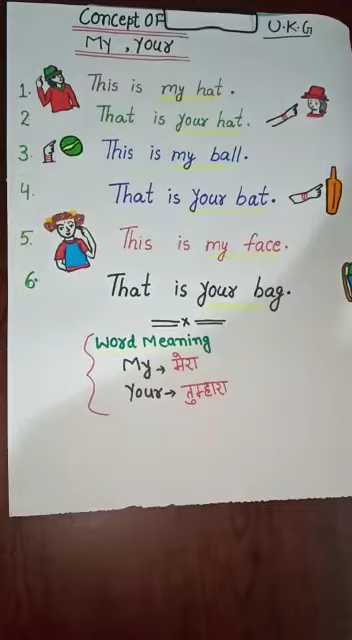 Concept OF
U.K.G
My, Your
1. This is my hat.
2 That is your hat.
3. This is my ball.
4. That is your bat.
5. This is my face.
6. That is your bag.
x
Word Meaning
My → मेरा
Your → तुम्हारा